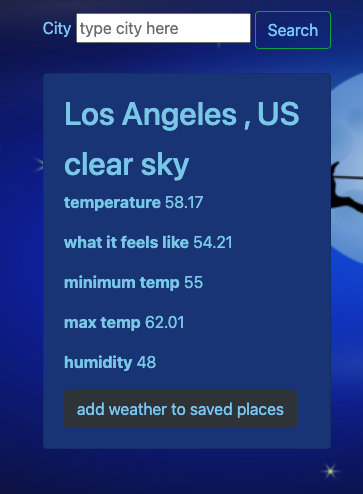 City type city here Search
Los Angeles , US
clear sky
temperature 58.17
what it feels like 54.21
minimum temp 55
max temp 62.01
humidity 48
add weather to saved places